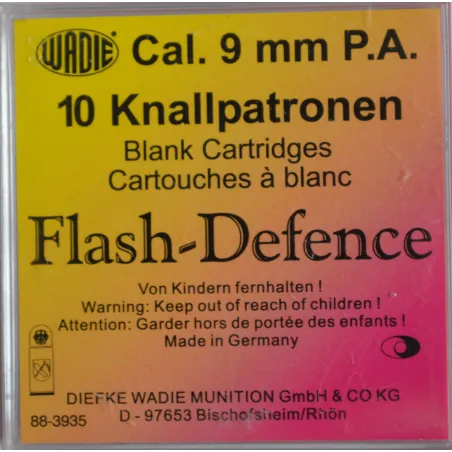 WADIE Cal. 9 mm P.A.
10 Knallpatronen
Blank Cartridges
Cartouches à blanc
Flash-Defence
Von Kindern fernhalten !
Warning: Keep out of reach of children !
Attention: Garder hors de portée des enfants !
Made in Germany
DIEFKE WADIE MUNITION GmbH & CO KG
88-3935 D - 97653 Bischofsheim/Rhön